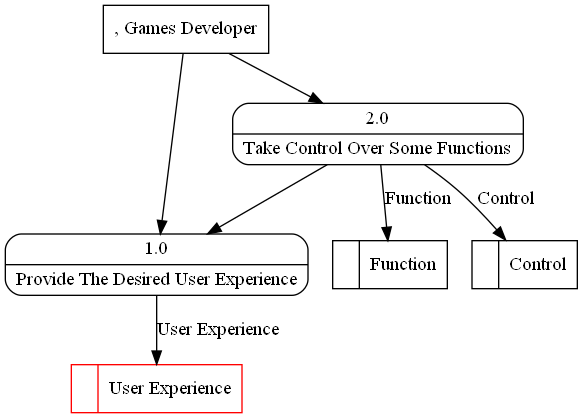 , Games Developer
2.0
Take Control Over Some Functions
Function
Control
1.0
Provide The Desired User Experience
Function
Control
User Experience
User Experience